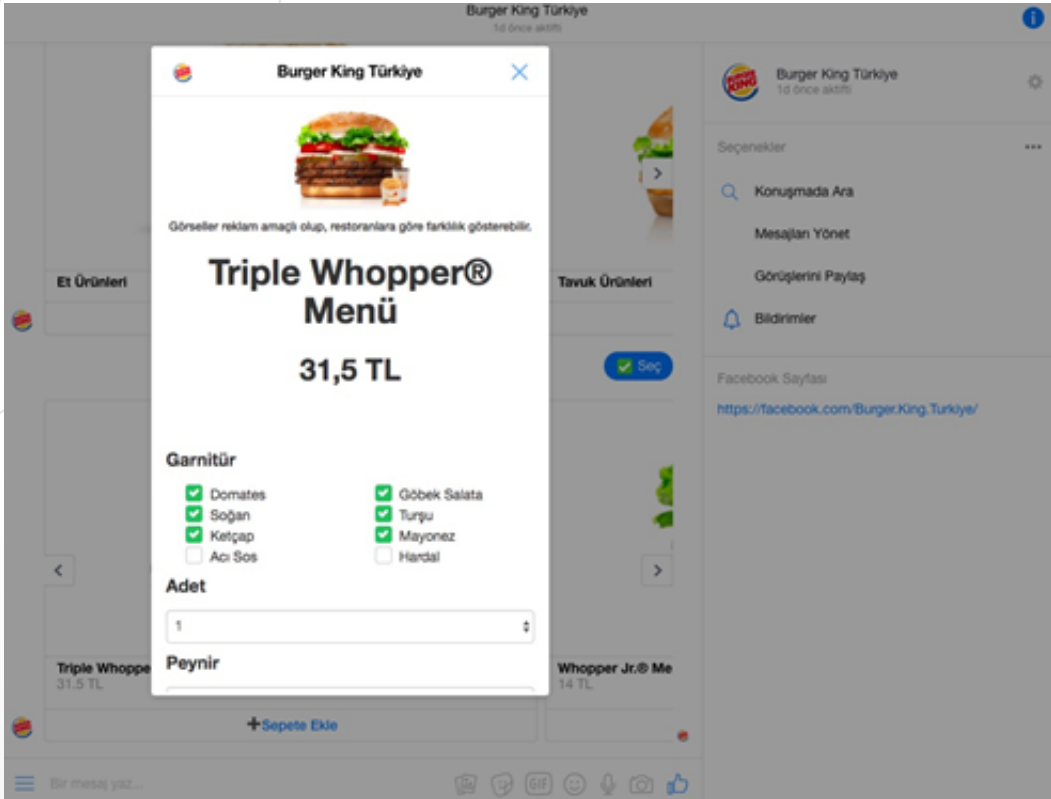 Burger King Türkiye
1d önce aktifti
Burger King Türkiye
Görseller reklam amaçlı olup, restoranlara göre farklılık gösterebilir.
Triple Whopper®
Menü
31,5 TL
Garnitür
Domates
Göbek Salata
Soğan
Turşu
Ketçap
Mayonez
Acı Sos
Hardal
Adet
1
Peynir
Et Ürünleri
Tavuk Ürünleri
Seç
Triple Whoppe
31.5 TL
Whopper Jr.® Me
14 TL
+Sepete Ekle
Bir mesaj yaz...
GIF
BURGER
KING
Burger King Türkiye
1d önce aktifti
Seçenekler
Konuşmada Ara
Mesajları Yönet
Görüşlerini Paylaş
Bildirimler
Facebook Sayfası
https://facebook.com/Burger.King.Turkiye/